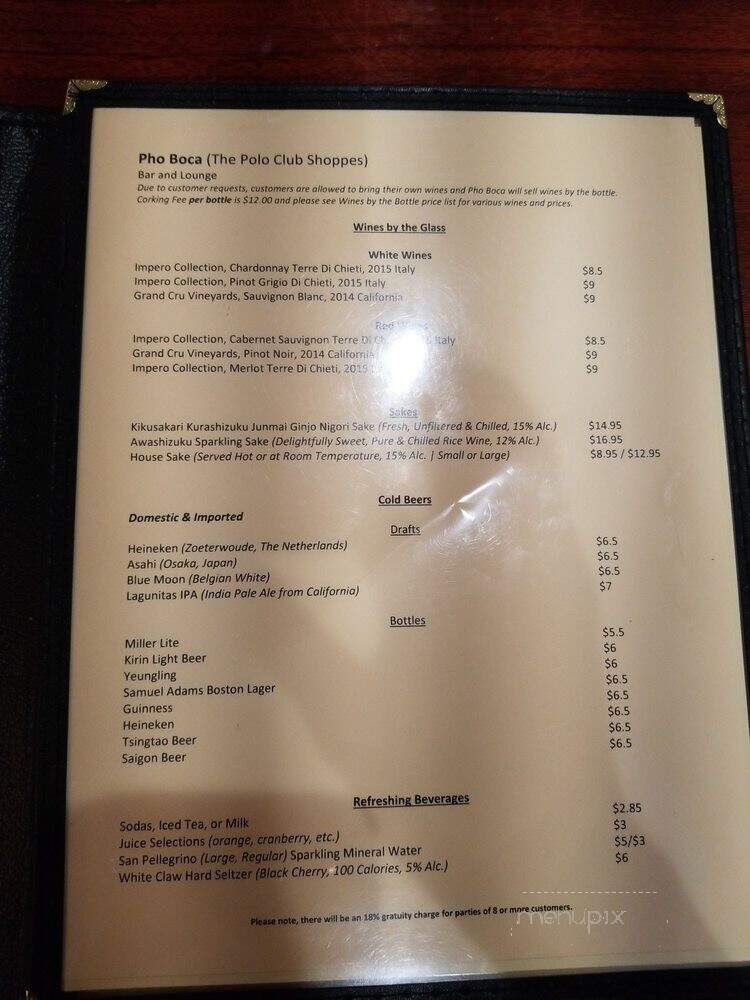 Pho Boca (The Polo Club Shoppes)
Bar and Lounge
Due to customer requests, customers are allowed to bring their own wines and Pho Boca will sell wines by the bottle.
Corking Fee per bottle is $12.00 and please see Wines by the Bottle price list for various wines and prices.
Wines by the Glass
White Wines
Impero Collection, Chardonnay Terre Di Chieti, 2015 Italy $8.5
Impero Collection, Pinot Grigio Di Chieti, 2015 Italy $9
Grand Cru Vineyards, Sauvignon Blanc, 2014 California $9
Red Wines
Impero Collection, Cabernet Sauvignon Terre Italy $8.5
Grand Cru Vineyards, Pinot Noir, 2014 California $9
Impero Collection, Merlot Terre Di Chieti, 2015 $9
Sakes
Kikusakari Kurashizuku Junmai Ginjo Nigori Sake (Fresh, Unfiltered & Chilled, 15% Alc.) $14.95
Awashizuku Sparkling Sake (Delightfully Sweet, Pure & Chilled Rice Wine, 12% Alc.) $16.95
House Sake (Served Hot or at Room Temperature, 15% Alc. | Small or Large) $8.95 / $12.95
Cold Beers
Domestic & Imported
Drafts
Heineken (Zoeterwoude, The Netherlands) $6.5
Asahi (Osaka, Japan) $6.5
Blue Moon (Belgian White) $6.5
Lagunitas IPA (India Pale Ale from California) $7
Bottles
Miller Lite $5.5
Kirin Light Beer $6
Yeungling $6
Samuel Adams Boston Lager $6.5
Guinness $6.5
Heineken $6.5
Tsingtao Beer $6.5
Saigon Beer $6.5
Refreshing Beverages
Sodas, Iced Tea, or Milk $2.85
Juice Selections (orange, cranberry, etc.) $3
San Pellegrino (Large, Regular) Sparkling Mineral Water $5/$3
White Claw Hard Seltzer (Black Cherry, 100 Calories, 5% Alc.) $6
Please note, there will be an 18% gratuity charge for parties of 8 or more customers.
menupix